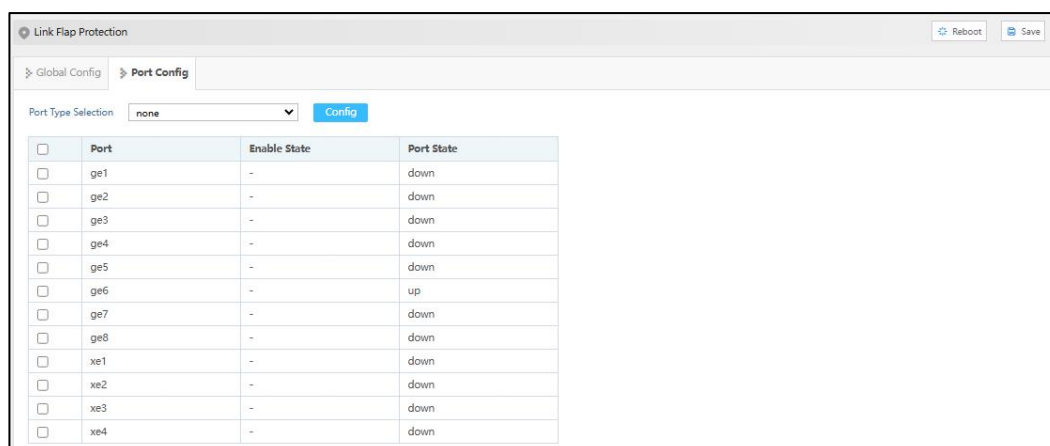 Link Flap Protection Reboot Save
Global Config Port Config
Port Type Selection none Config
Port Enable State Port State
ge1 - down
ge2 - down
ge3 - down
ge4 - down
ge5 - down
ge6 - up
ge7 - down
ge8 - down
xe1 - down
xe2 - down
xe3 - down
xe4 - down